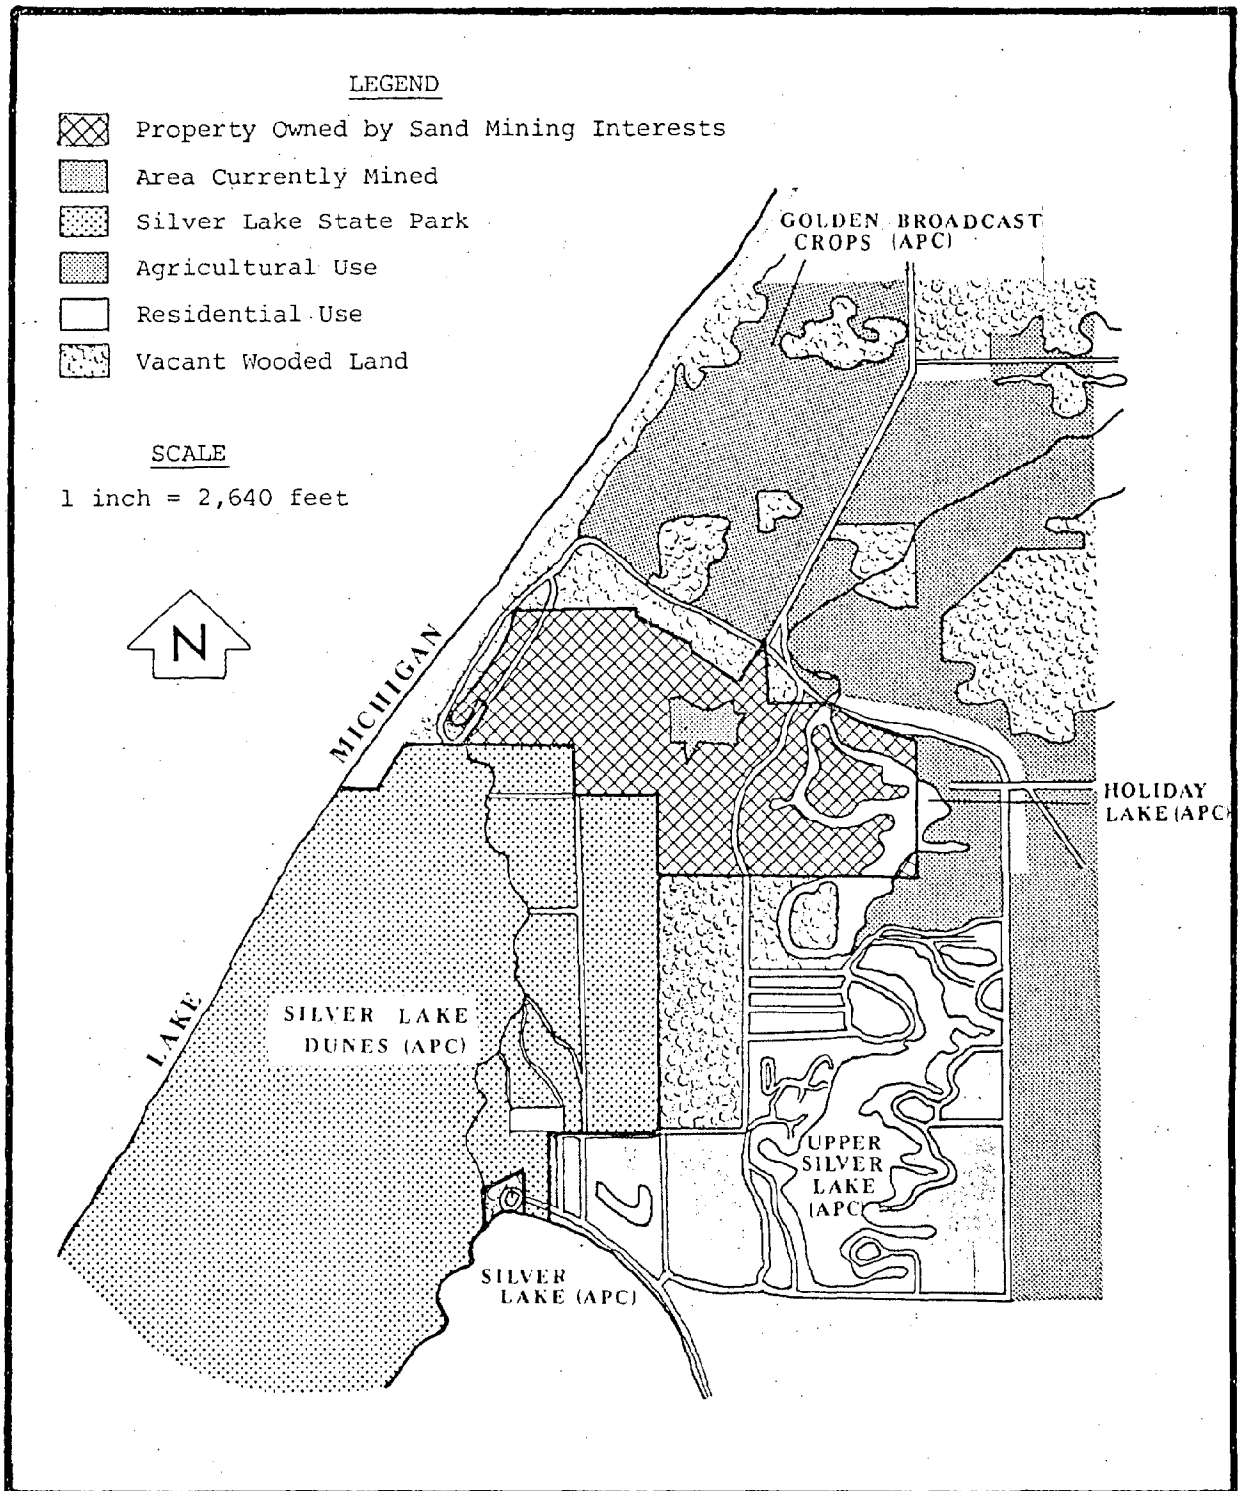 LEGEND
Property Owned by Sand Mining Interests
Area Currently Mined
Silver Lake State Park
Agricultural Use
Residential Use
Vacant Wooded Land
SCALE
1 inch = 2,640 feet
N
GOLDEN BROADCAST
CROPS (APC)
LAKE MICHIGAN
HOLIDAY
LAKE (APC)
SILVER LAKE
DUNES (APC)
UPPER
SILVER
LAKE
(APC)
SILVER
LAKE (APC)